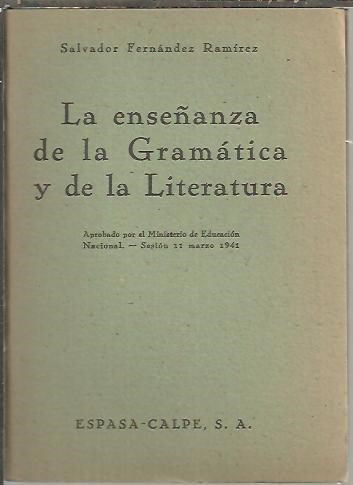 Salvador Fernández Ramírez
La enseñanza
de la Gramática
y de la Literatura
Aprobado por el Ministerio de Educación
Nacional. — Sesión 11 marzo 1941
ESPASA-CALPE, S. A.